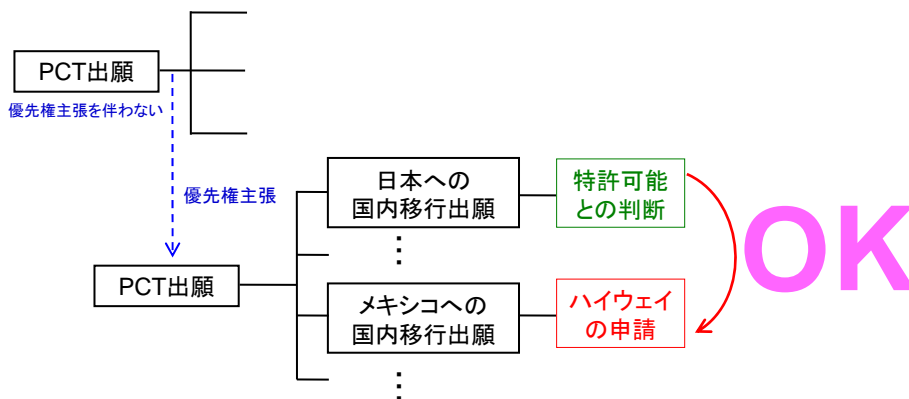 PCT出願
優先権主張を伴わない
優先権主張
PCT出願
日本への
国内移行出願
特許可能
との判断
メキシコへの
国内移行出願
ハイウェイ
の申請
OK